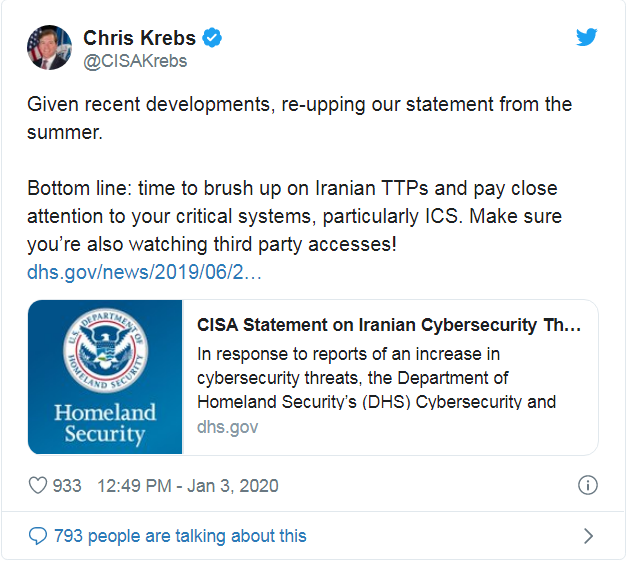 Chris Krebs
@CISAKrebs
Given recent developments, re-upping our statement from the
summer.
Bottom line: time to brush up on Iranian TTPs and pay close
attention to your critical systems, particularly ICS. Make sure
you’re also watching third party accesses!
dhs.gov/news/2019/06/2…
U.S. DEPARTMENT OF
HOMELAND SECURITY
Homeland
Security
CISA Statement on Iranian Cybersecurity Th…
In response to reports of an increase in
cybersecurity threats, the Department of
Homeland Security’s (DHS) Cybersecurity and
dhs.gov
933 12:49 PM - Jan 3, 2020
793 people are talking about this